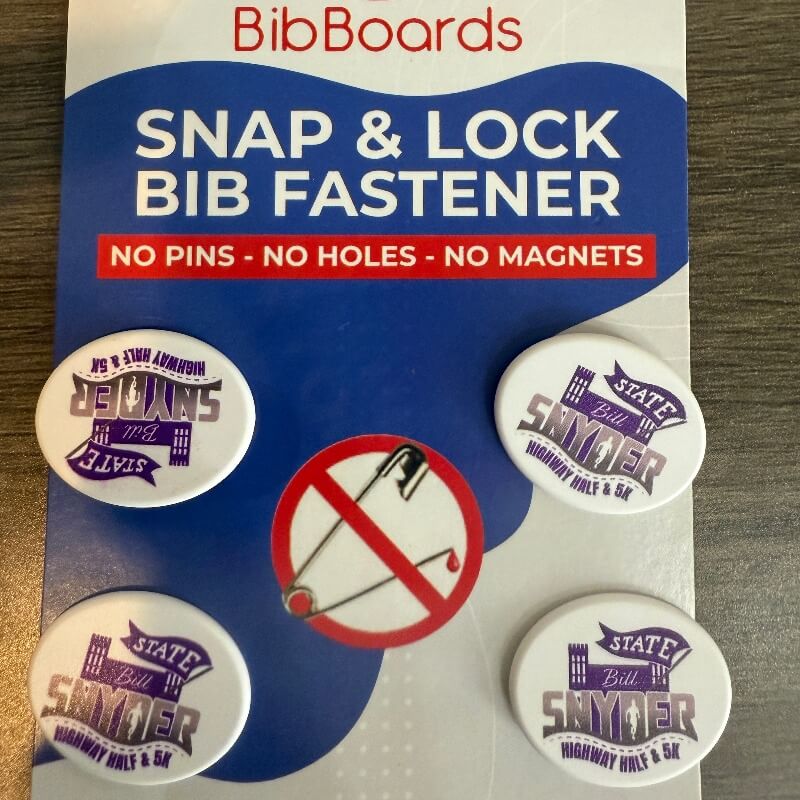 BibBoards
SNAP & LOCK
BIB FASTENER
NO PINS - NO HOLES - NO MAGNETS
STATE
Bill
SNYDER
HIGHWAY HALF & 5K
STATE
Bill
SNYDER
HIGHWAY HALF & 5K
STATE
Bill
SNYDER
HIGHWAY HALF & 5K
STATE
Bill
SNYDER
HIGHWAY HALF & 5K